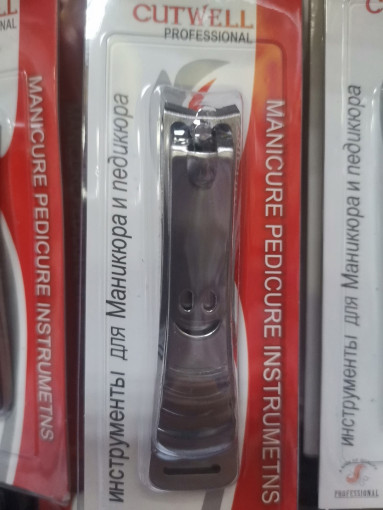 CUTWELL
PROFESSIONAL
MANICURE PEDICURE INSTRUMETNS
инструменты для Маникюра и педикюра
MANICURE PEDICURE INSTRUMETNS
инструменты для Маникюра и педикюра
PROFESSIONAL